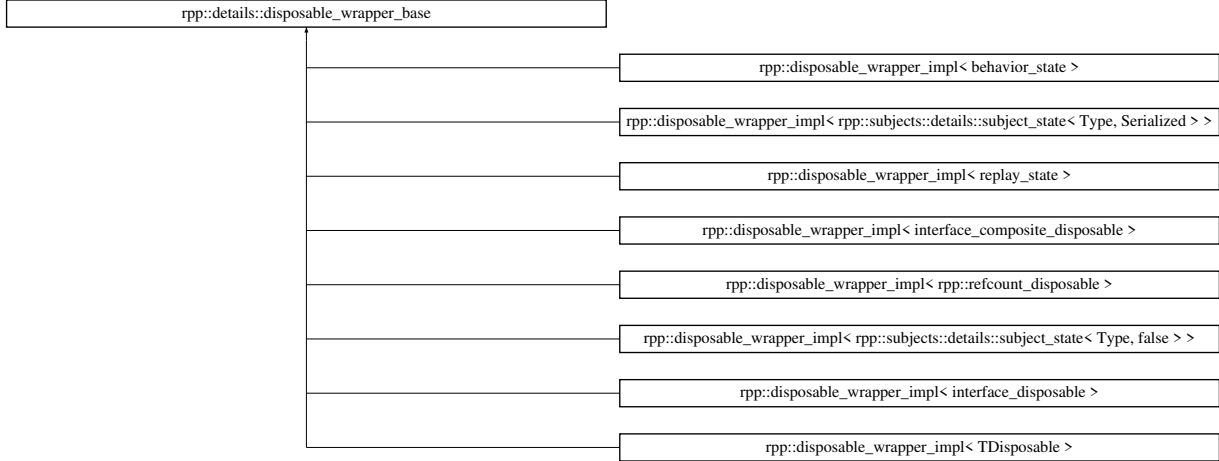 rpp::details::disposable_wrapper_base
rpp::disposable_wrapper_impl< behavior_state >
rpp::disposable_wrapper_impl< rpp::subjects::details::subject_state< Type, Serialized > >
rpp::disposable_wrapper_impl< replay_state >
rpp::disposable_wrapper_impl< interface_composite_disposable >
rpp::disposable_wrapper_impl< rpp::refcount_disposable >
rpp::disposable_wrapper_impl< rpp::subjects::details::subject_state< Type, false > >
rpp::disposable_wrapper_impl< interface_disposable >
rpp::disposable_wrapper_impl< TDisposable >